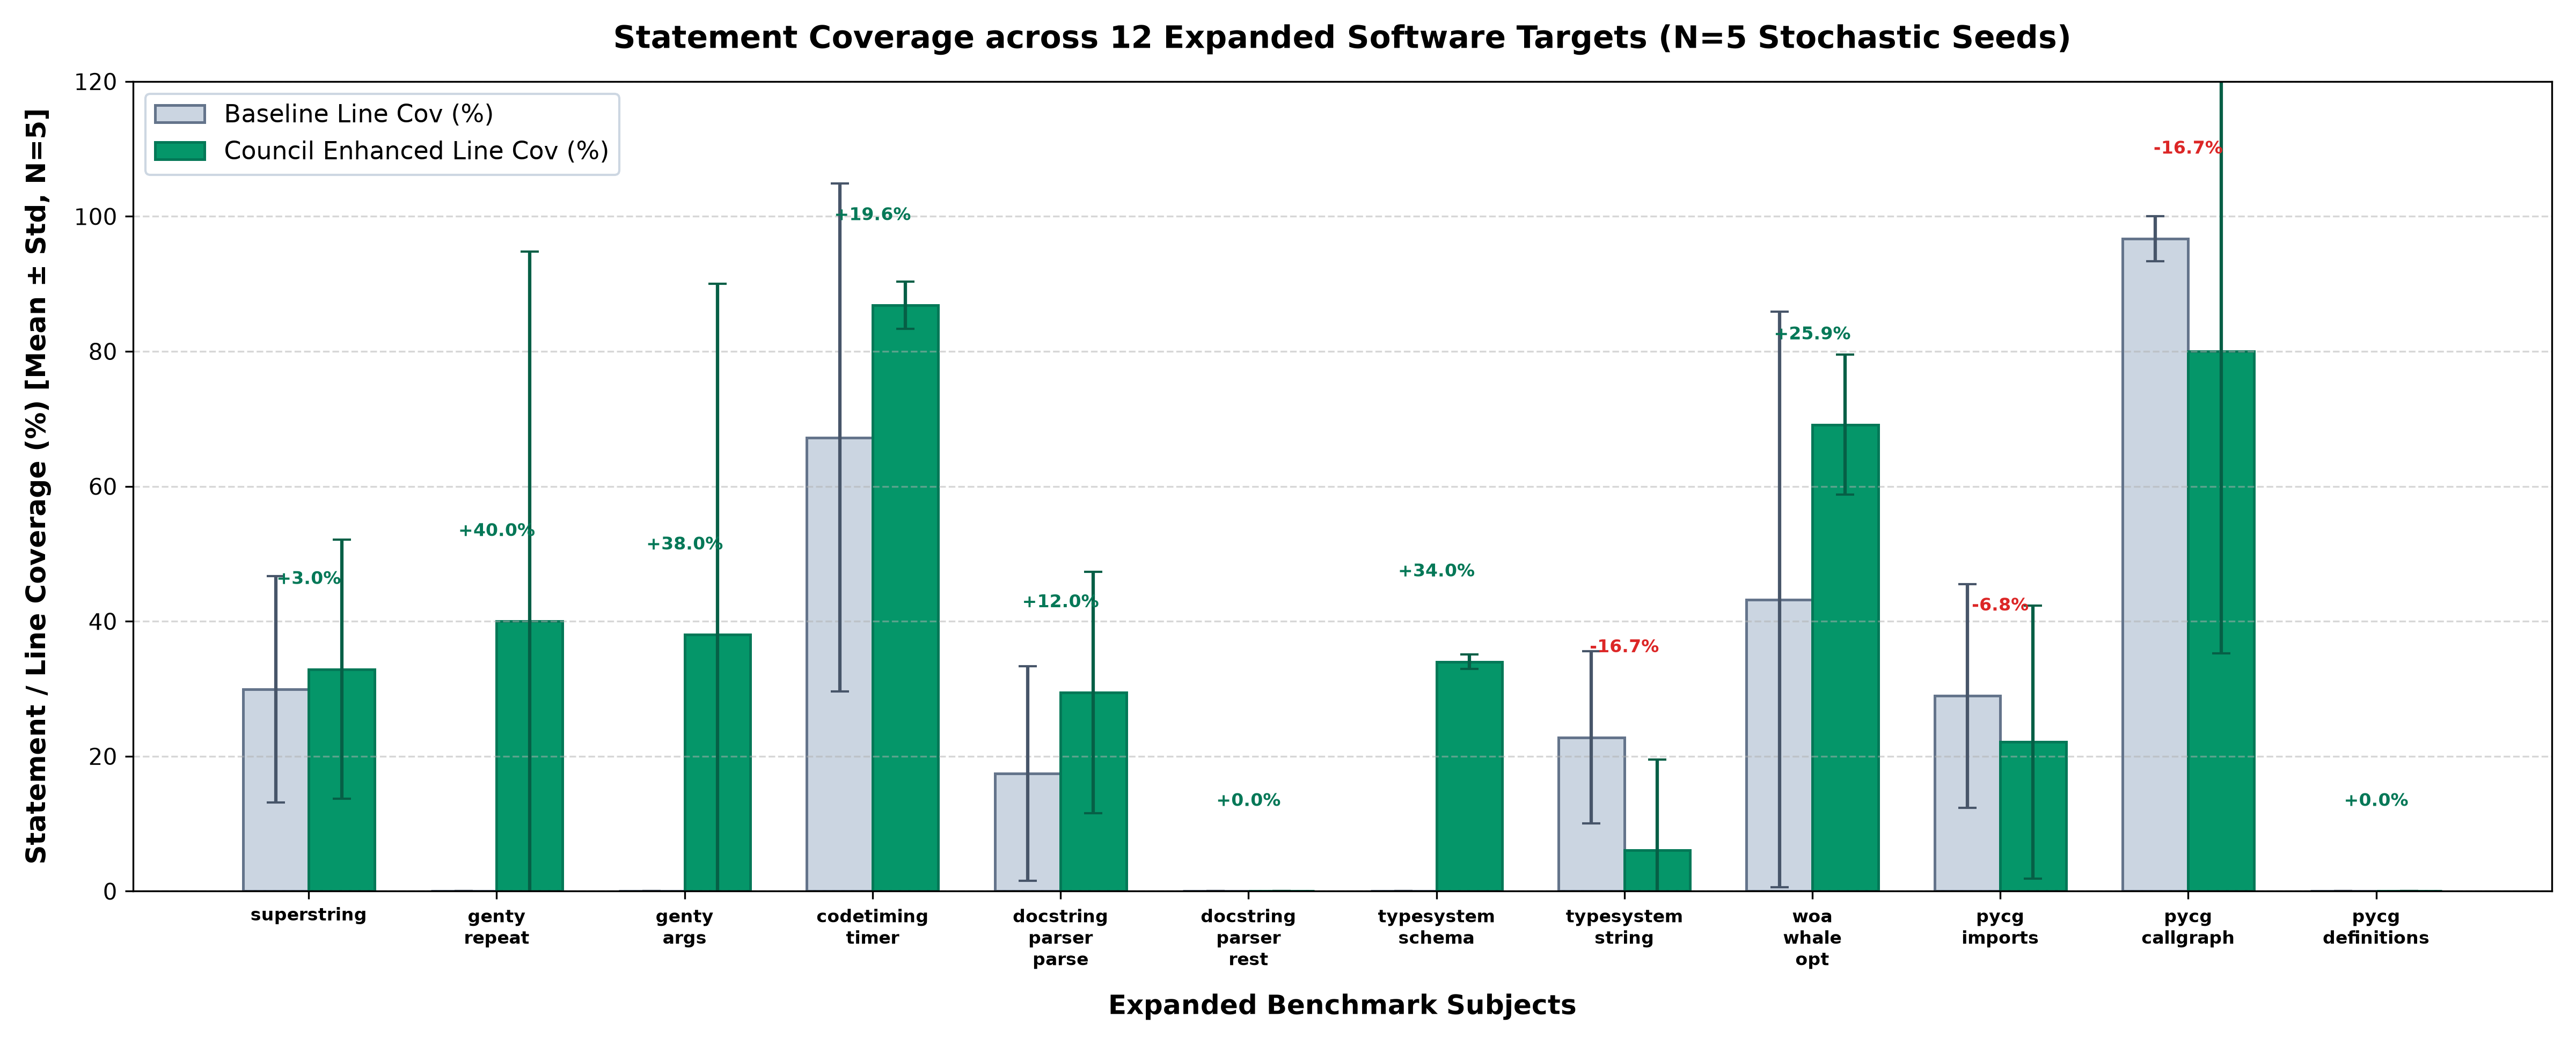 Statement Coverage across 12 Expanded Software Targets (N=5 Stochastic Seeds)
Statement / Line Coverage (%) [Mean ± Std, N=5]
120
100
80
60
40
20
0
Baseline Line Cov (%)
Council Enhanced Line Cov (%)
+3.0%
+40.0%
+38.0%
+19.6%
+12.0%
+0.0%
+34.0%
-16.7%
+25.9%
-6.8%
-16.7%
+0.0%
superstring
genty
repeat
genty
args
codetiming
timer
docstring
parser
parse
docstring
parser
rest
typesystem
schema
typesystem
string
woa
whale
opt
pycg
imports
pycg
callgraph
pycg
definitions
Expanded Benchmark Subjects